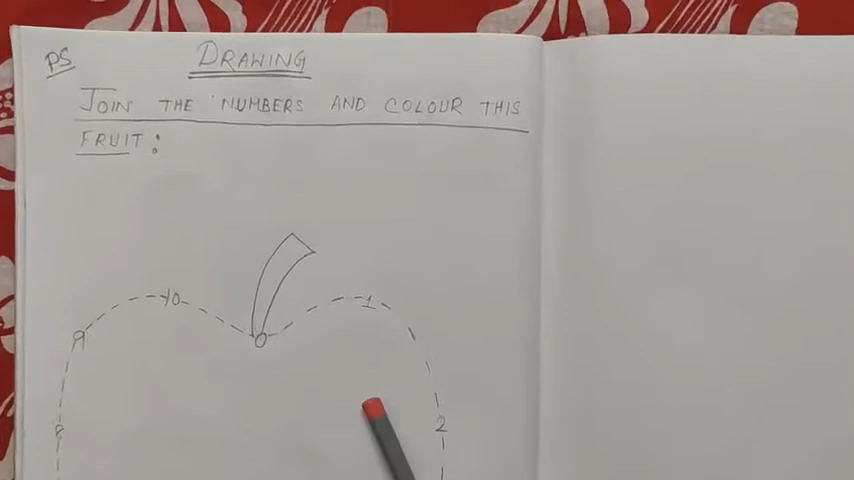 PS
DRAWING
JOIN THE NUMBERS AND COLOUR THIS
FRUIT :
10
1
9
0
8
2